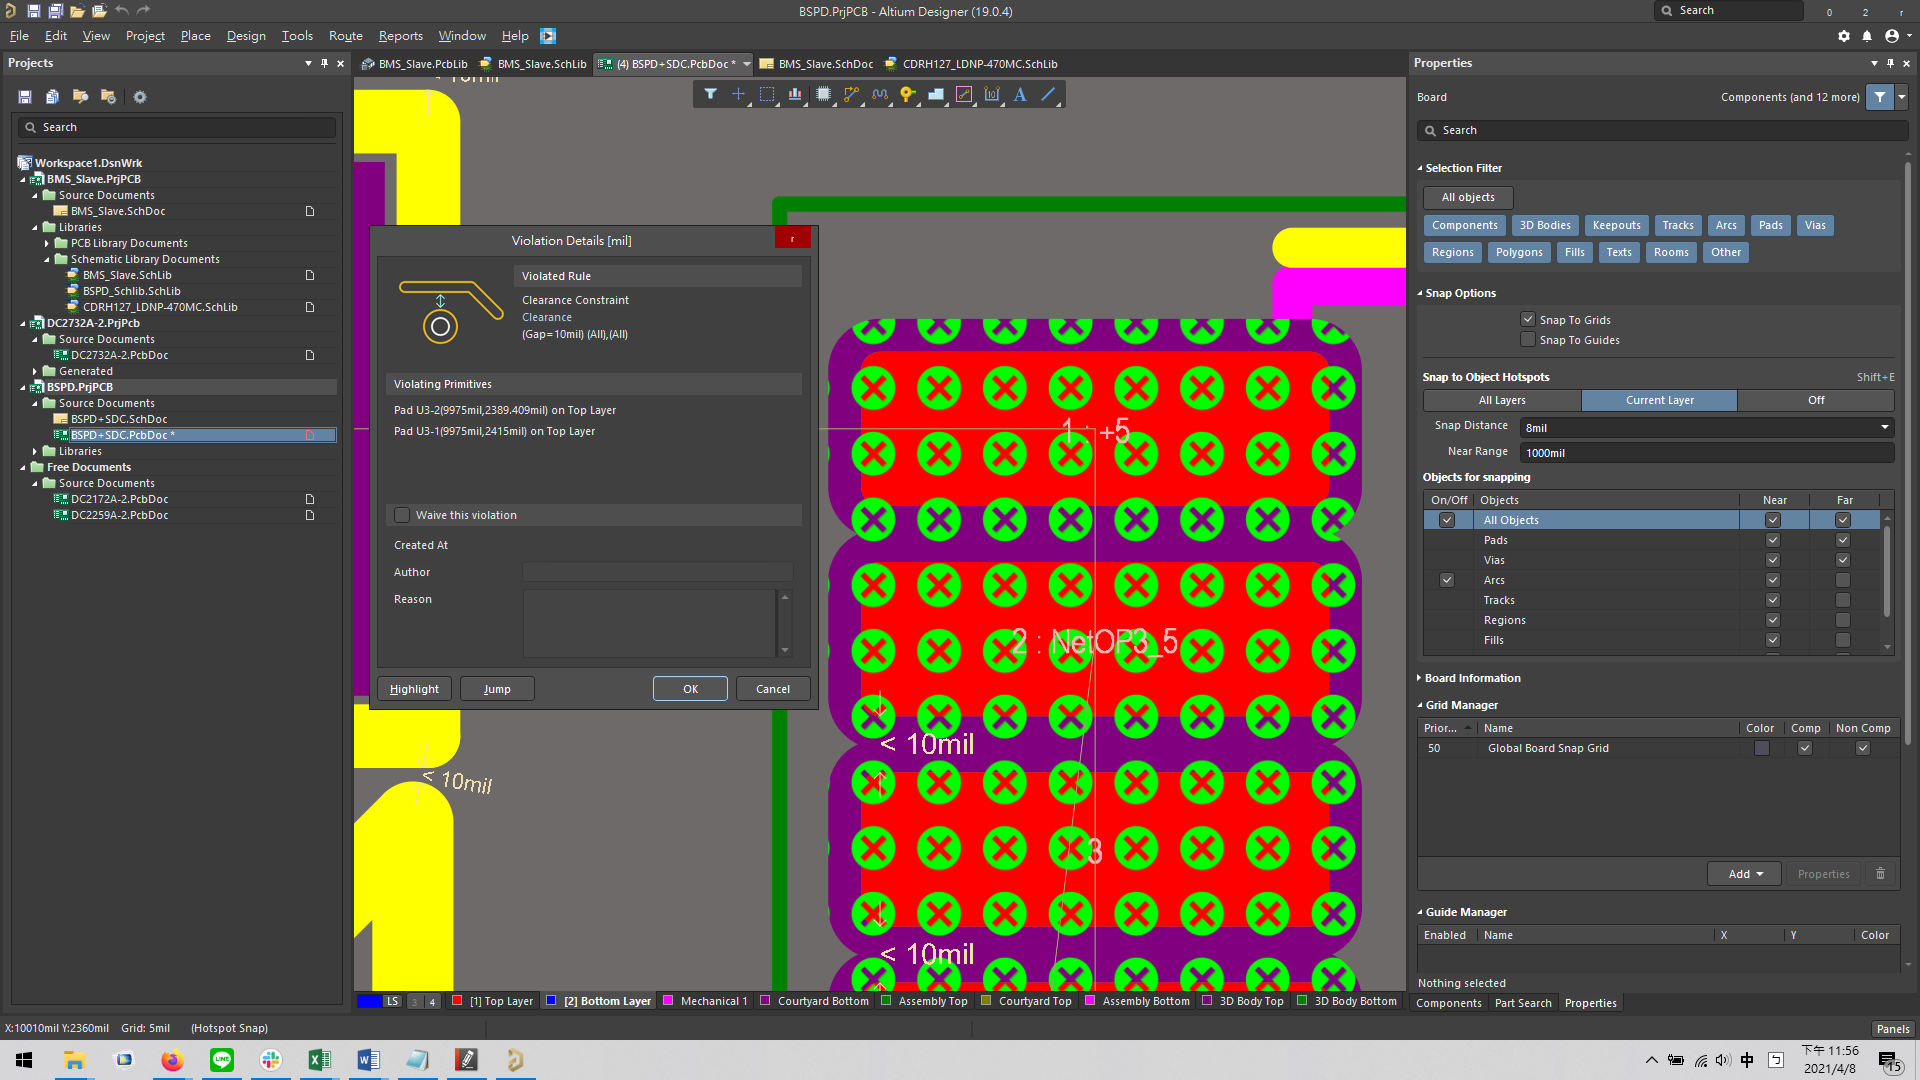 BSPD.PrjPCB - Altium Designer (19.0.4)
Search
0
2
r
File
Edit
View
Project
Place
Design
Tools
Route
Reports
Window
Help
Projects
Search
Workspace1.DsnWrk
BMS_Slave.PrjPCB
Source Documents
BMS_Slave.SchDoc
Libraries
PCB Library Documents
Schematic Library Documents
BMS_Slave.SchLib
BSPD_Schlib.SchLib
CDRH127_LDNP-470MC.SchLib
DC2732A-2.PrjPcb
Source Documents
DC2732A-2.PcbDoc
Generated
BSPD.PrjPCB
Source Documents
BSPD+SDC.SchDoc
BSPD+SDC.PcbDoc *
Libraries
Free Documents
Source Documents
DC2172A-2.PcbDoc
DC2259A-2.PcbDoc
BMS_Slave.PcbLib
BMS_Slave.SchLib
(4) BSPD+SDC.PcbDoc *
BMS_Slave.SchDoc
CDRH127_LDNP-470MC.SchLib
Violation Details [mil]
r
Violated Rule
Clearance Constraint
Clearance
(Gap=10mil) (All),(All)
Violating Primitives
Pad U3-2(9975mil,2389.409mil) on Top Layer
Pad U3-1(9975mil,2415mil) on Top Layer
Waive this violation
Created At
Author
Reason
Highlight
Jump
OK
Cancel
1 : +5
2 : NetOP3_5
3
< 10mil
< 10mil
< 10mil
LS
3
4
[1] Top Layer
[2] Bottom Layer
Mechanical 1
Courtyard Bottom
Assembly Top
Courtyard Top
Assembly Bottom
3D Body Top
3D Body Bottom
Properties
Board
Components (and 12 more)
Search
Selection Filter
All objects
Components
3D Bodies
Keepouts
Tracks
Arcs
Pads
Vias
Regions
Polygons
Fills
Texts
Rooms
Other
Snap Options
Snap To Grids
Snap To Guides
Snap to Object Hotspots
Shift+E
All Layers
Current Layer
Off
Snap Distance
8mil
Near Range
1000mil
Objects for snapping
On/Off
Objects
Near
Far
All Objects
Pads
Vias
Arcs
Tracks
Regions
Fills
Board Information
Grid Manager
Prior...
Name
Color
Comp
Non Comp
50
Global Board Snap Grid
Add
Properties
Guide Manager
Enabled
Name
X
Y
Color
Nothing selected
Components
Part Search
Properties
X:10010mil Y:2360mil
Grid: 5mil
(Hotspot Snap)
Panels
LINE
中
下午 11:56
2021/4/8
15